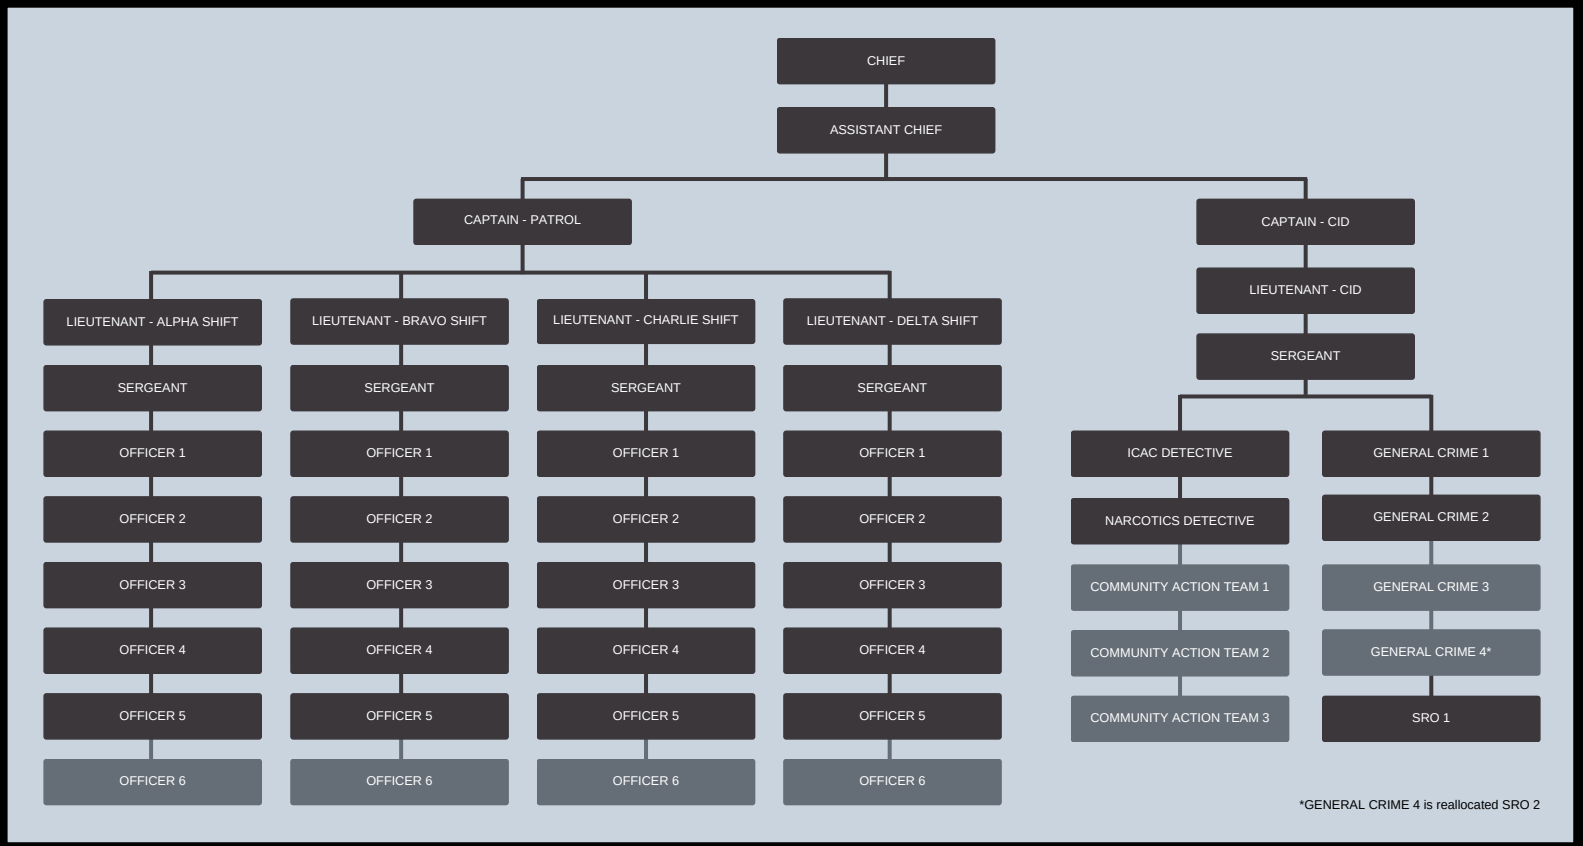 CHIEF
ASSISTANT CHIEF
CAPTAIN - PATROL
CAPTAIN - CID
LIEUTENANT - CID
SERGEANT
LIEUTENANT - ALPHA SHIFT
SERGEANT
OFFICER 1
OFFICER 2
OFFICER 3
OFFICER 4
OFFICER 5
OFFICER 6
LIEUTENANT - BRAVO SHIFT
SERGEANT
OFFICER 1
OFFICER 2
OFFICER 3
OFFICER 4
OFFICER 5
OFFICER 6
LIEUTENANT - CHARLIE SHIFT
SERGEANT
OFFICER 1
OFFICER 2
OFFICER 3
OFFICER 4
OFFICER 5
OFFICER 6
LIEUTENANT - DELTA SHIFT
SERGEANT
OFFICER 1
OFFICER 2
OFFICER 3
OFFICER 4
OFFICER 5
OFFICER 6
ICAC DETECTIVE
NARCOTICS DETECTIVE
COMMUNITY ACTION TEAM 1
COMMUNITY ACTION TEAM 2
COMMUNITY ACTION TEAM 3
GENERAL CRIME 1
GENERAL CRIME 2
GENERAL CRIME 3
GENERAL CRIME 4*
SRO 1
*GENERAL CRIME 4 is reallocated SRO 2